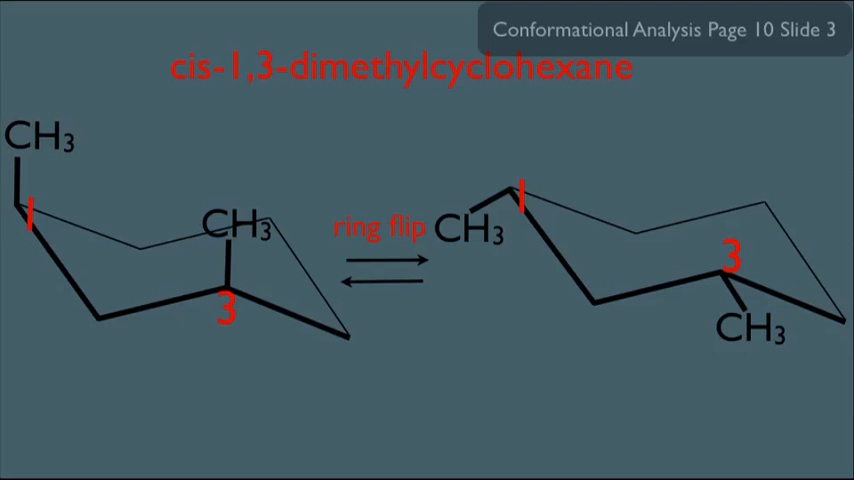 Conformational Analysis Page 10 Slide 3
cis-1,3-dimethylcyclohexane
CH₃
1
CH₃
3
ring flip
CH₃
1
3
CH₃